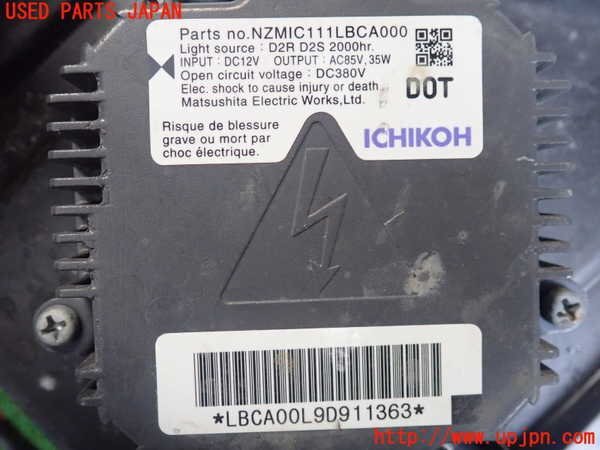 USED PARTS JAPAN
Parts no.NZMIC111LBCA000
Light source : D2R D2S 2000hr.
INPUT : DC12V OUTPUT : AC85V, 35W
Open circuit voltage : DC380V
Elec. shock to cause injury or death.
Matsushita Electric Works,Ltd.
DOT
Risque de blessure
grave ou mort par
choc électrique.
ICHIKOH
*LBCA00L9D911363*
UPJ https://www.upjpn.com/